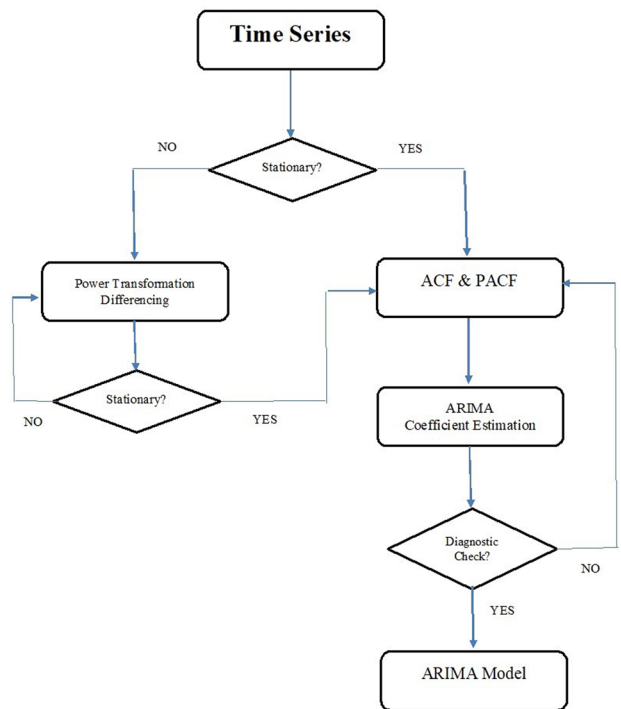 Time Series
NO
Stationary?
YES
Power Transformation
Differencing
ACF & PACF
Stationary?
NO
YES
ARIMA
Coefficient Estimation
Diagnostic
Check?
NO
YES
ARIMA Model